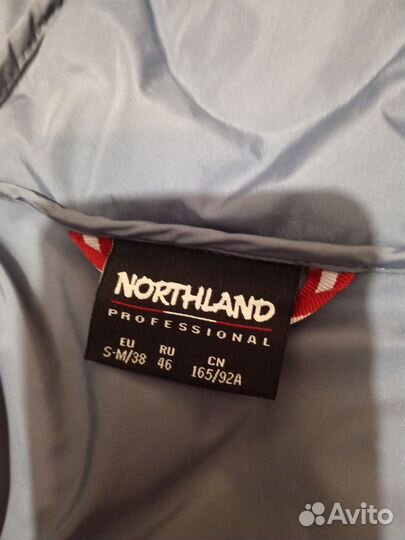 NORTHLAND
PROFESSIONAL
EU RU CN
S-M/38 46 165/92A
Avito